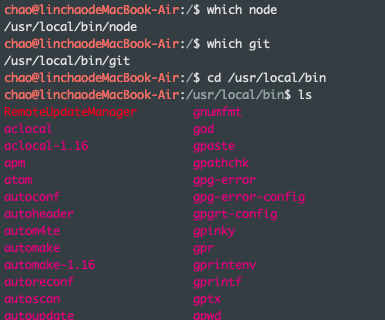 chao@linchaodeMacBook-Air:/$ which node
/usr/local/bin/node
chao@linchaodeMacBook-Air:/$ which git
/usr/local/bin/git
chao@linchaodeMacBook-Air:/$ cd /usr/local/bin
chao@linchaodeMacBook-Air:/usr/local/bin$ ls
RemoteUpdateManager gnumfmt
aclocal god
aclocal-1.16 gpaste
apm gpathchk
atom gpg-error
autoconf gpg-error-config
autoheader gpgrt-config
autom4te gpinky
automake gpr
automake-1.16 gprintenv
autoreconf gprintf
autoscan gptx
autoupdate gpwd